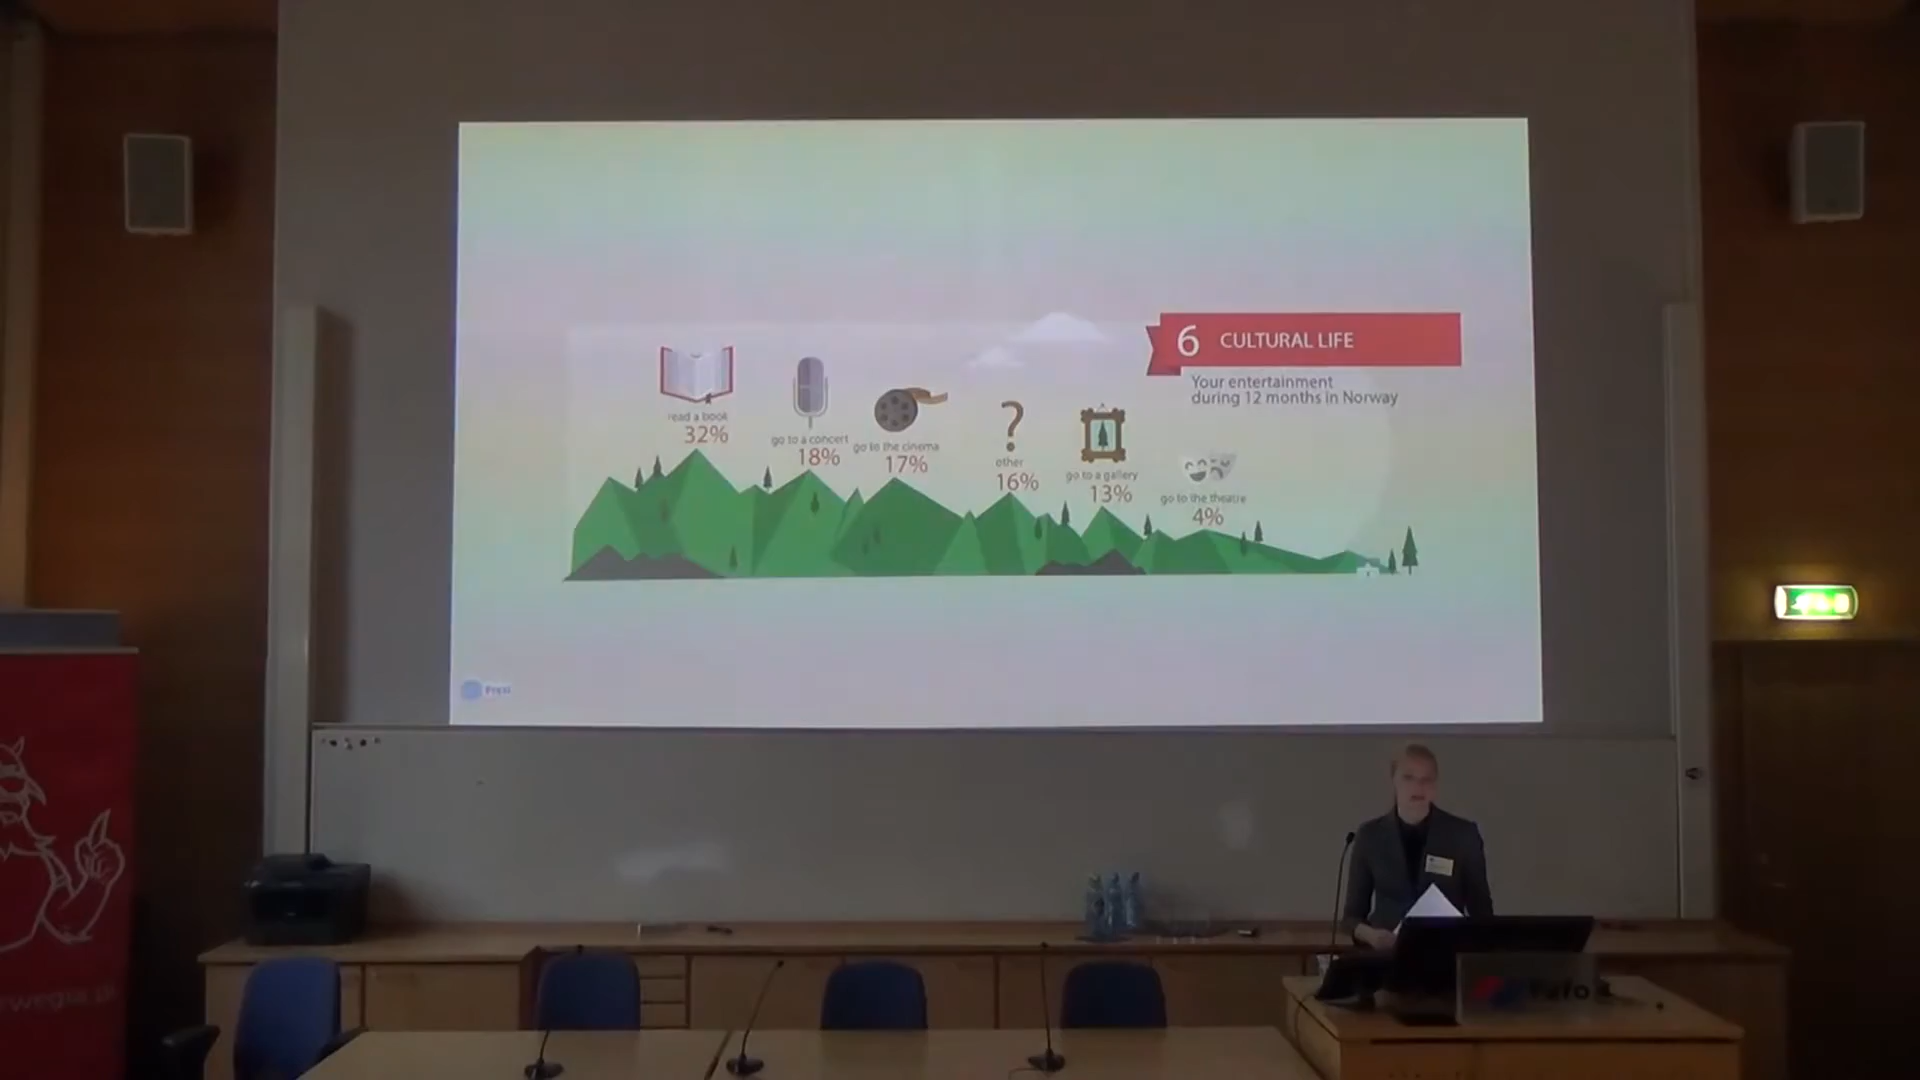 6 CULTURAL LIFE
Your entertainment
during 12 months in Norway
read a book
32%
go to a concert
18%
go to the cinema
17%
other
16%
go to a gallery
13%
go to the theatre
4%
Prezi
Fafo